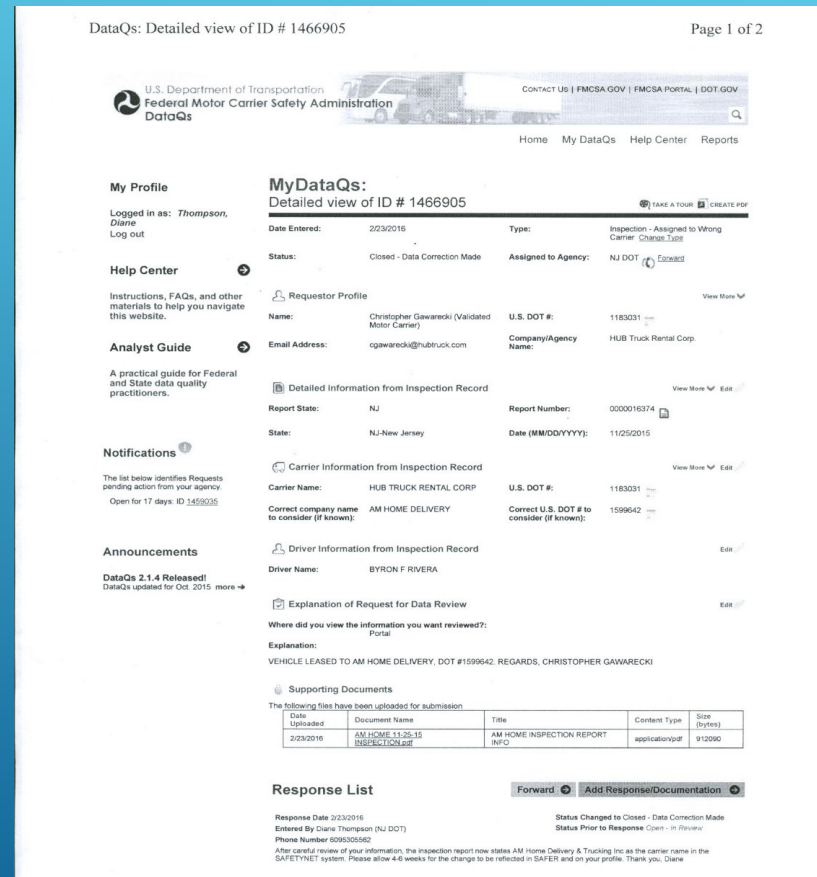 DataQs: Detailed view of ID # 1466905
Page 1 of 2
U.S. Department of Transportation
Federal Motor Carrier Safety Administration
DataQs
CONTACT US | FMCSA.GOV | FMCSA PORTAL | DOT.GOV
Home My DataQs Help Center Reports
My Profile
Logged in as: Thompson,
Diane
Log out
Help Center
Instructions, FAQs, and other
materials to help you navigate
this website.
Analyst Guide
A practical guide for Federal
and State data quality
practitioners.
Notifications
The list below identifies Requests
pending action from your agency.
Open for 17 days: ID 1459035
Announcements
DataQs 2.1.4 Released!
DataQs updated for Oct. 2015 more
MyDataQs:
Detailed view of ID # 1466905
TAKE A TOUR CREATE PDF
Date Entered: 2/23/2016 Type: Inspection - Assigned to Wrong
Carrier Change Type
Status: Closed - Data Correction Made Assigned to Agency: NJ DOT Forward
Requestor Profile View More
Name: Christopher Gawarecki (Validated U.S. DOT #: 1183031
Motor Carrier)
Email Address: cgawarecki@hubtruck.com Company/Agency HUB Truck Rental Corp.
Name:
Detailed Information from Inspection Record View More Edit
Report State: NJ Report Number: 0000016374
State: NJ-New Jersey Date (MM/DD/YYYY): 11/25/2015
Carrier Information from Inspection Record View More Edit
Carrier Name: HUB TRUCK RENTAL CORP U.S. DOT #: 1183031
Correct company name AM HOME DELIVERY Correct U.S. DOT # to 1599642
to consider (if known): consider (if known):
Driver Information from Inspection Record Edit
Driver Name: BYRON F RIVERA
Explanation of Request for Data Review Edit
Where did you view the information you want reviewed?:
Portal
Explanation:
VEHICLE LEASED TO AM HOME DELIVERY, DOT #1599642. REGARDS, CHRISTOPHER GAWARECKI
Supporting Documents
The following files have been uploaded for submission
Date Document Name Title Content Type Size
Uploaded (bytes)
2/23/2016 AM HOME 11-25-15 AM HOME INSPECTION REPORT application/pdf 912090
INSPECTION.pdf INFO
Response List
Forward Add Response/Documentation
Response Date 2/23/2016 Status Changed to Closed - Data Correction Made
Entered By Diane Thompson (NJ DOT) Status Prior to Response Open - In Review
Phone Number 6095305562
After careful review of your information, the inspection report now states AM Home Delivery & Trucking Inc as the carrier name in the
SAFETYNET system. Please allow 4-6 weeks for the change to be reflected in SAFER and on your profile. Thank you, Diane